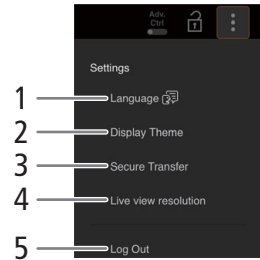 Adv.
Ctrl
Settings
1 Language
2 Display Theme
3 Secure Transfer
4 Live view resolution
5 Log Out